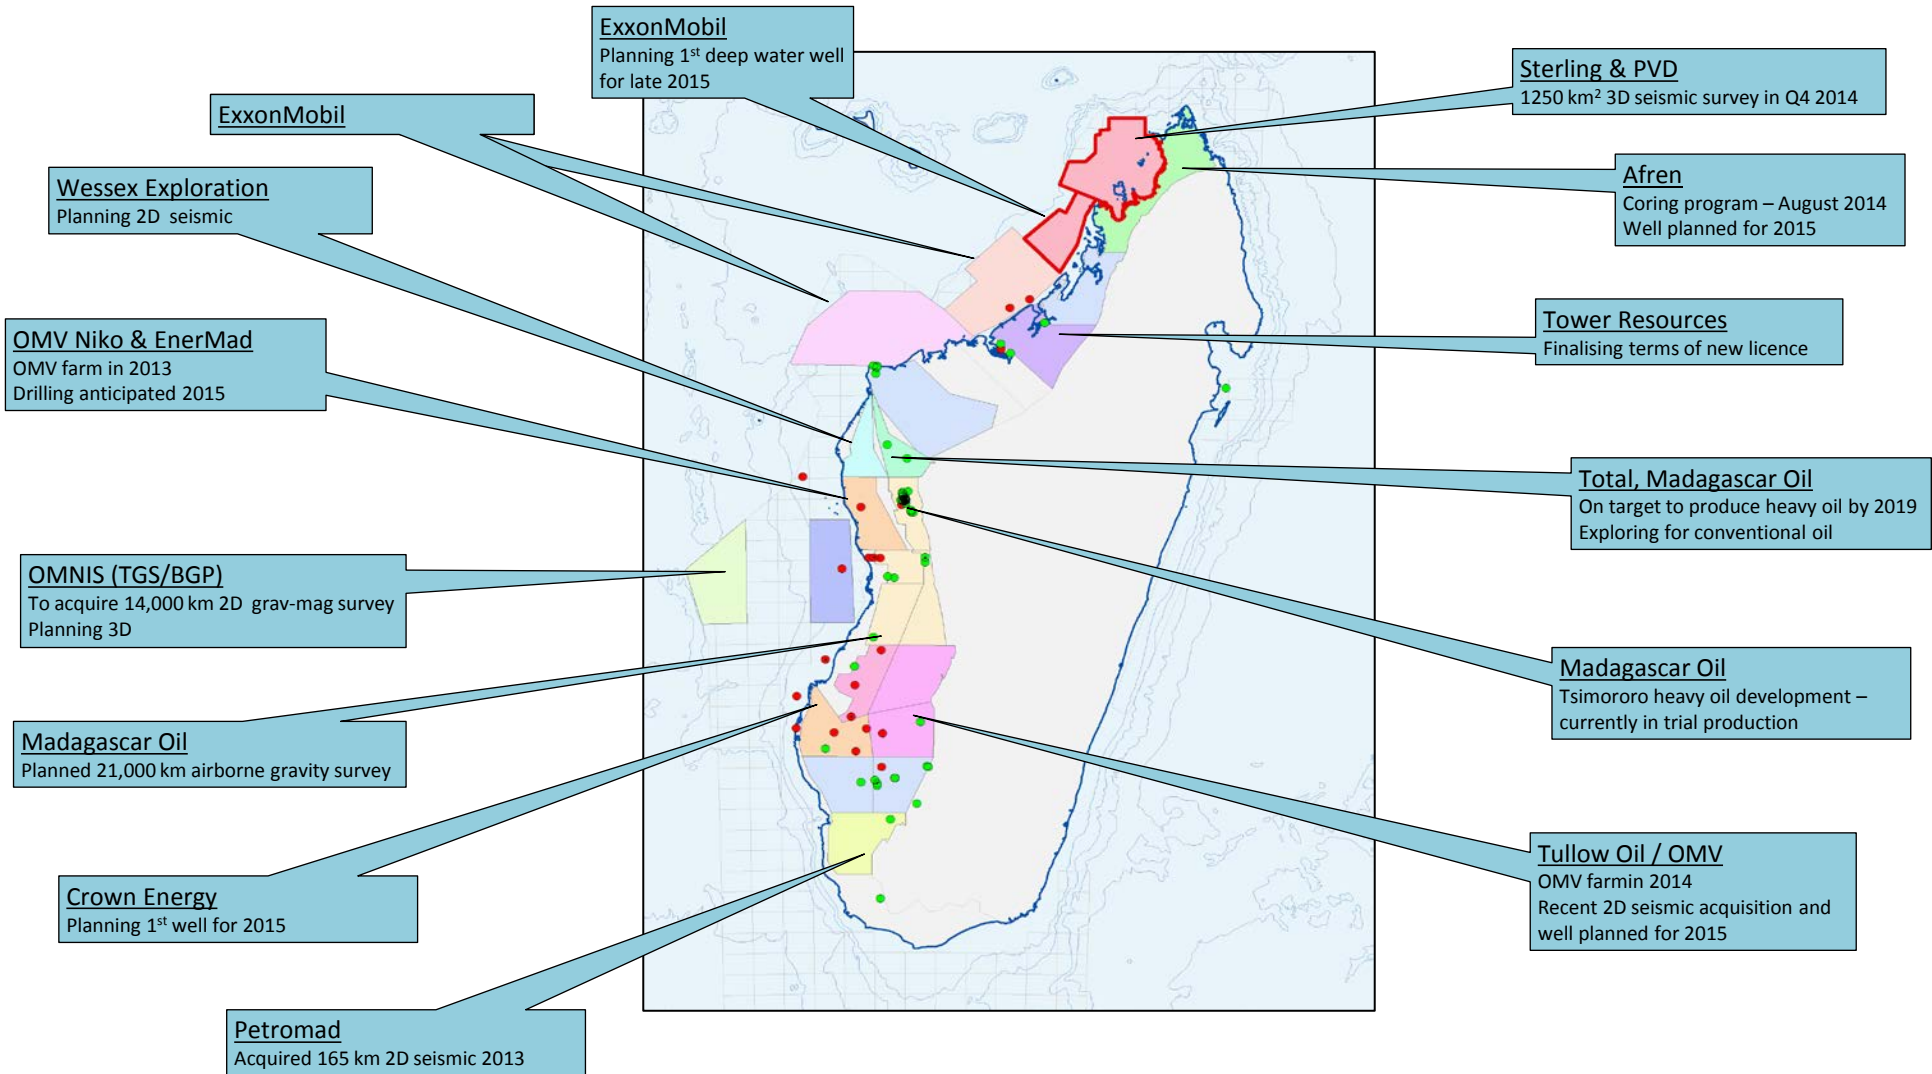 ExxonMobil
Planning 1st deep water well
for late 2015
Sterling & PVD
1250 km2 3D seismic survey in Q4 2014
ExxonMobil
Wessex Exploration
Planning 2D seismic
Afren
Coring program – August 2014
Well planned for 2015
OMV Niko & EnerMad
OMV farm in 2013
Drilling anticipated 2015
Tower Resources
Finalising terms of new licence
Total, Madagascar Oil
On target to produce heavy oil by 2019
Exploring for conventional oil
OMNIS (TGS/BGP)
To acquire 14,000 km 2D grav-mag survey
Planning 3D
Madagascar Oil
Tsimororo heavy oil development –
currently in trial production
Madagascar Oil
Planned 21,000 km airborne gravity survey
Tullow Oil / OMV
OMV farmin 2014
Recent 2D seismic acquisition and
well planned for 2015
Crown Energy
Planning 1st well for 2015
Petromad
Acquired 165 km 2D seismic 2013